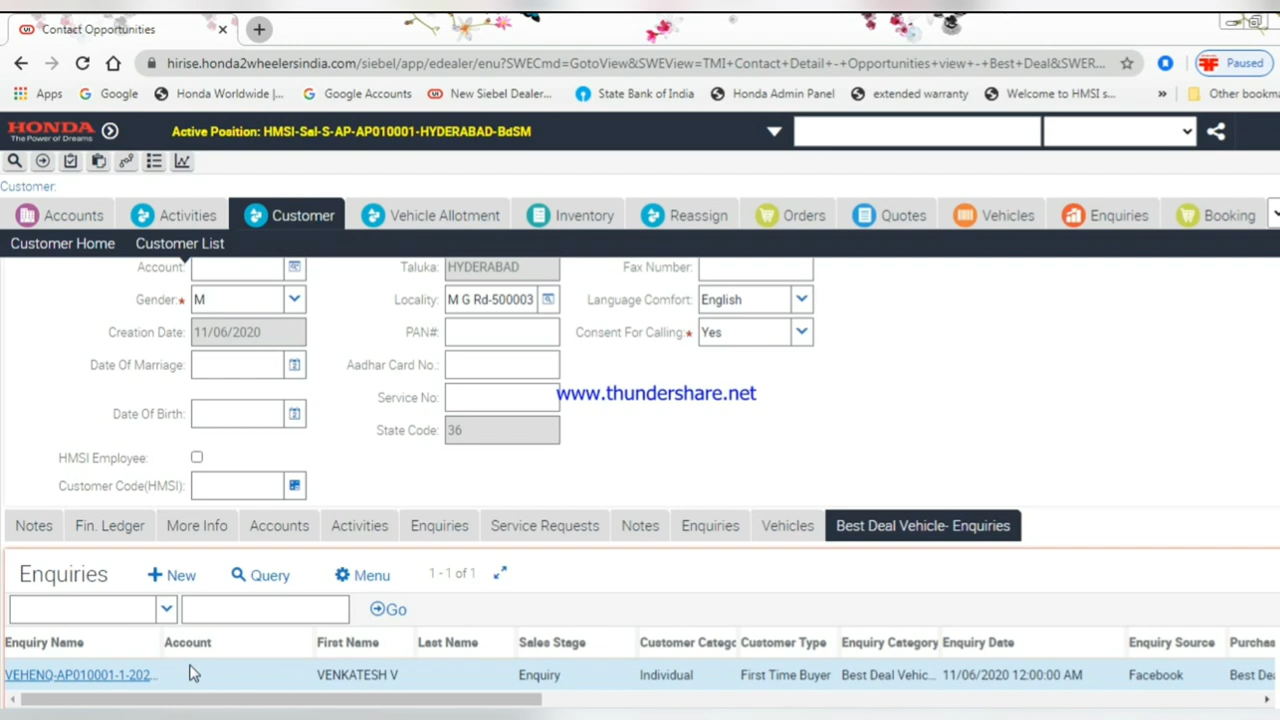 Contact Opportunities
hirise.honda2wheelersindia.com/siebel/app/edealer/enu?SWECmd=GotoView&SWEView=TMI+Contact+Detail+-+Opportunities+view+-+Best+Deal&SWER...
Paused
Apps Google Honda Worldwide |... Google Accounts New Siebel Dealer... State Bank of India Honda Admin Panel extended warranty Welcome to HMSI s... » Other bookma
HONDA
The Power of Dreams
Active Position: HMSI-Sal-S-AP-AP010001-HYDERABAD-BdSM
Customer:
Accounts Activities Customer Vehicle Allotment Inventory Reassign Orders Quotes Vehicles Enquiries Booking
Customer Home Customer List
Account: Taluka: HYDERABAD Fax Number:
Gender:* M Locality: M G Rd-500003 Language Comfort: English
Creation Date: 11/06/2020 PAN#: Consent For Calling:* Yes
Date Of Marriage: Aadhar Card No.:
Service No:
www.thundershare.net
Date Of Birth:
State Code: 36
HMSI Employee:
Customer Code(HMSI):
Notes Fin. Ledger More Info Accounts Activities Enquiries Service Requests Notes Enquiries Vehicles Best Deal Vehicle- Enquiries
Enquiries + New Query Menu 1 - 1 of 1
Go
Enquiry Name Account First Name Last Name Sales Stage Customer Categc Customer Type Enquiry Category Enquiry Date Enquiry Source Purchas
VEHENQ-AP010001-1-202... VENKATESH V Enquiry Individual First Time Buyer Best Deal Vehic... 11/06/2020 12:00:00 AM Facebook Best Dea